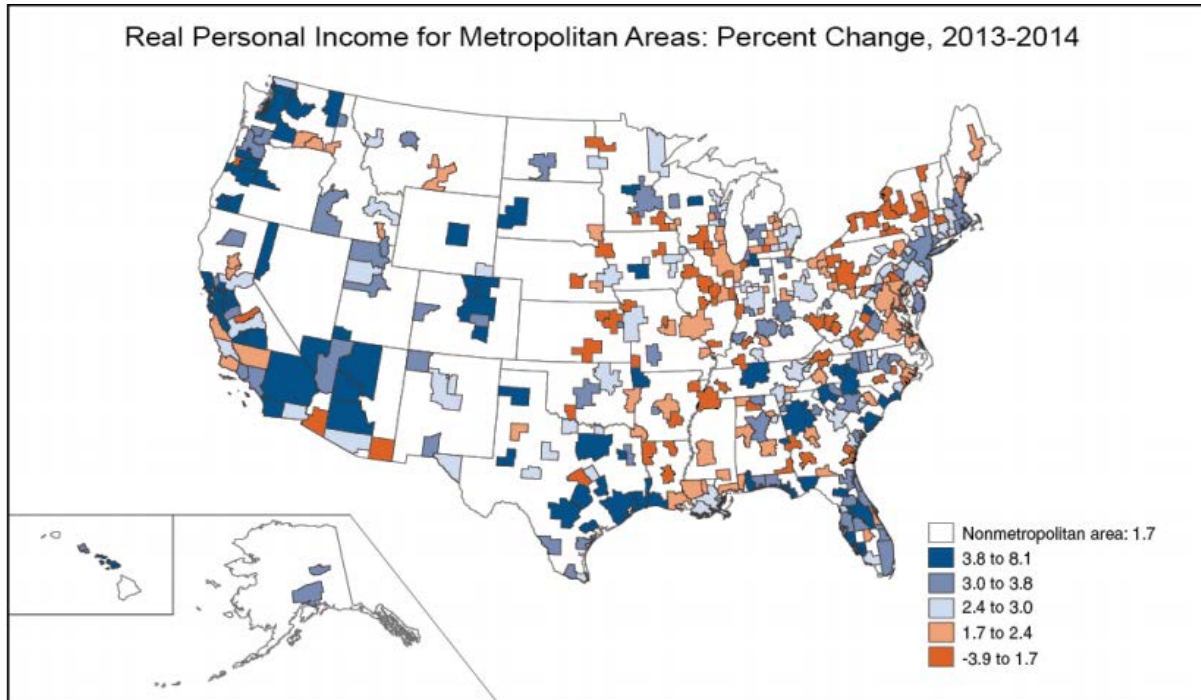 Real Personal Income for Metropolitan Areas: Percent Change, 2013-2014
Nonmetropolitan area: 1.7
3.8 to 8.1
3.0 to 3.8
2.4 to 3.0
1.7 to 2.4
-3.9 to 1.7